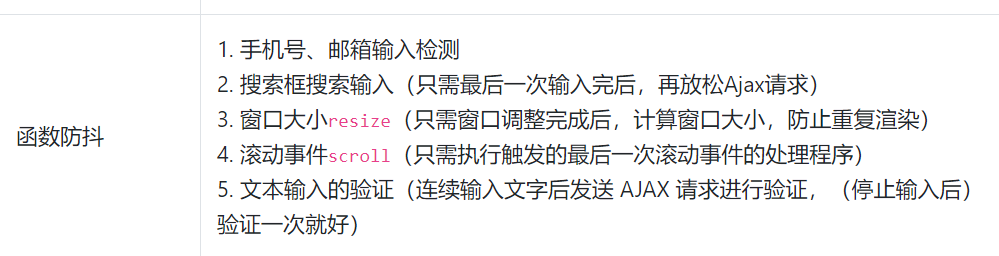 函数防抖
1. 手机号、邮箱输入检测
2. 搜索框搜索输入（只需最后一次输入完后，再放松Ajax请求）
3. 窗口大小resize（只需窗口调整完成后，计算窗口大小，防止重复渲染）
4. 滚动事件scroll（只需执行触发的最后一次滚动事件的处理程序）
5. 文本输入的验证（连续输入文字后发送 AJAX 请求进行验证，（停止输入后）
验证一次就好）